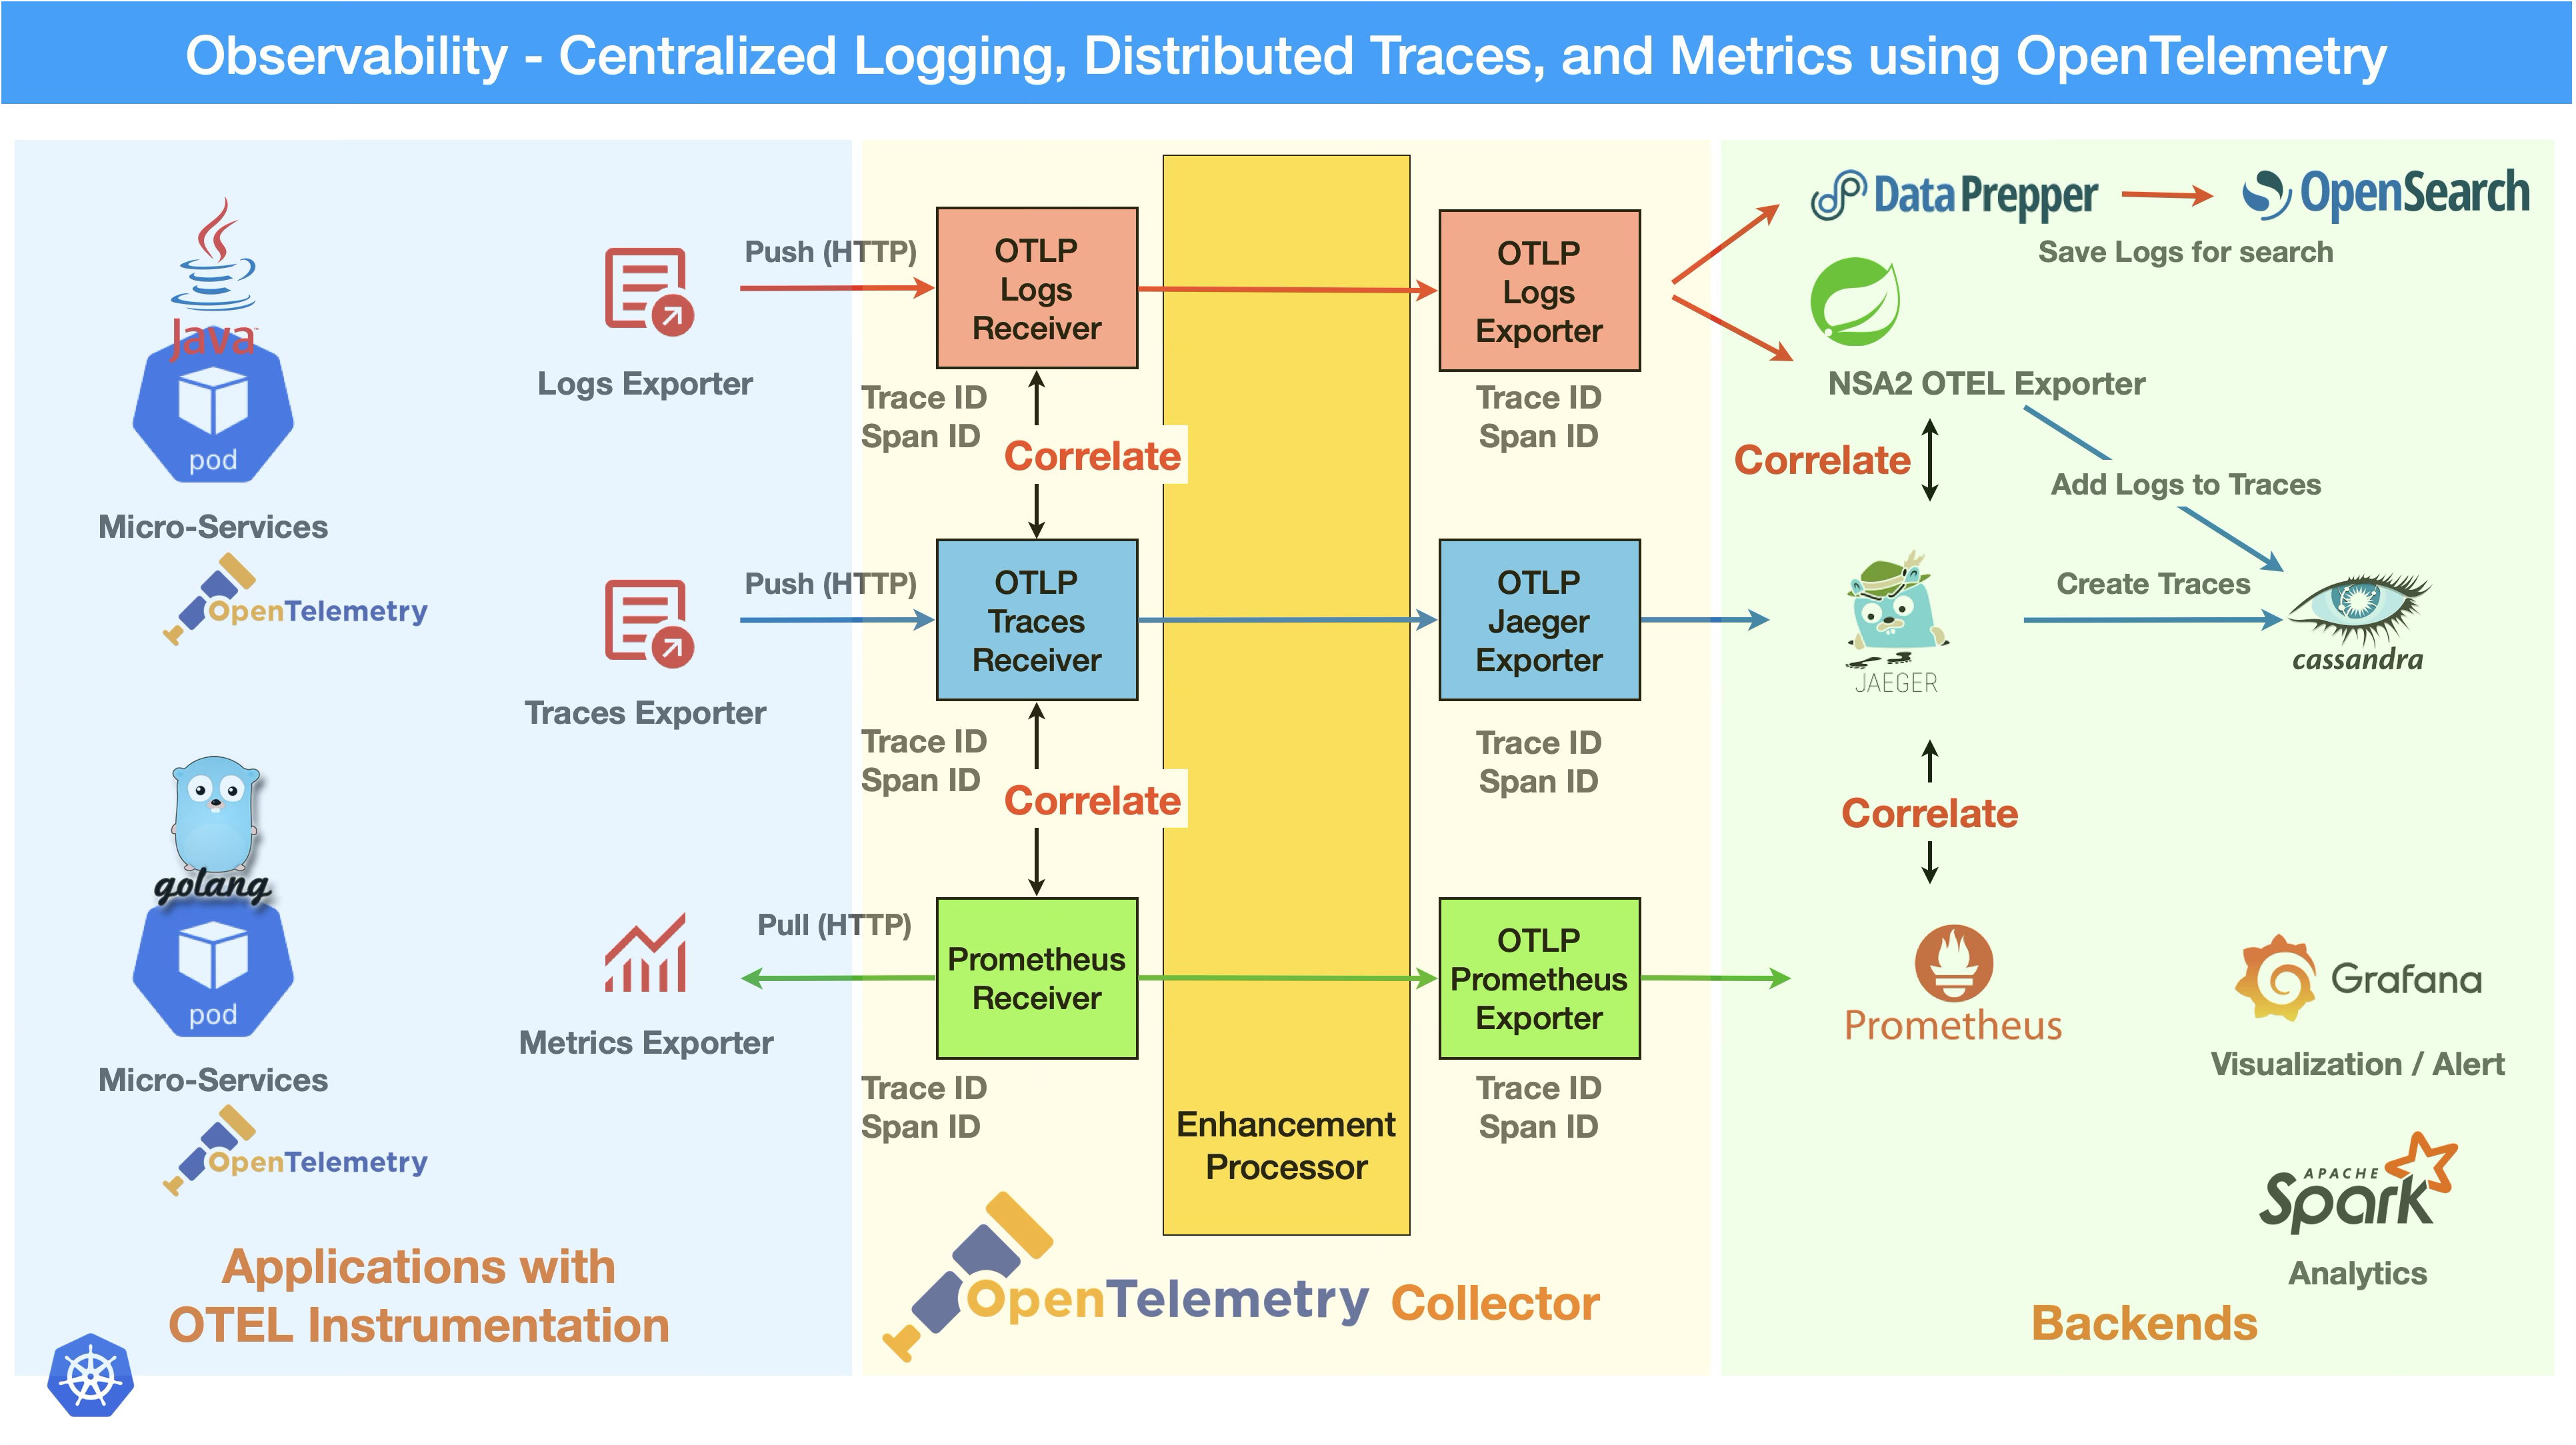 Observability - Centralized Logging, Distributed Traces, and Metrics using OpenTelemetry
Java™
pod
Micro-Services
OpenTelemetry
golang
pod
Micro-Services
OpenTelemetry
Applications with
OTEL Instrumentation
Logs Exporter
Traces Exporter
Metrics Exporter
Push (HTTP)
Push (HTTP)
Pull (HTTP)
OTLP
Logs
Receiver
Trace ID
Span ID
Correlate
OTLP
Traces
Receiver
Trace ID
Span ID
Correlate
Prometheus
Receiver
Trace ID
Span ID
Enhancement
Processor
OTLP
Logs
Exporter
Trace ID
Span ID
OTLP
Jaeger
Exporter
Trace ID
Span ID
OTLP
Prometheus
Exporter
Trace ID
Span ID
OpenTelemetry Collector
Data Prepper
OpenSearch
Save Logs for search
NSA2 OTEL Exporter
Correlate
Add Logs to Traces
JAEGER
Create Traces
cassandra
Correlate
Prometheus
Grafana
Visualization / Alert
APACHE
Spark
Analytics
Backends